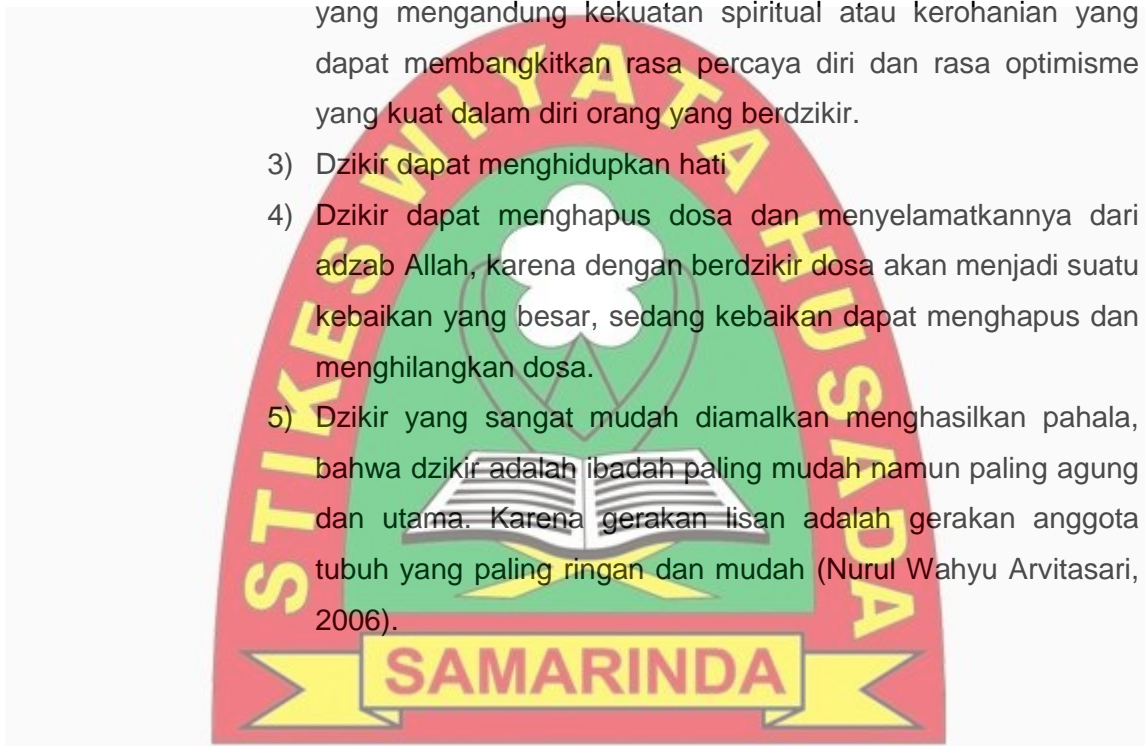 yang mengandung kekuatan spiritual atau kerohanian yang
dapat membangkitkan rasa percaya diri dan rasa optimisme
yang kuat dalam diri orang yang berdzikir.
3) Dzikir dapat menghidupkan hati
4) Dzikir dapat menghapus dosa dan menyelamatkannya dari
adzab Allah, karena dengan berdzikir dosa akan menjadi suatu
kebaikan yang besar, sedang kebaikan dapat menghapus dan
menghilangkan dosa.
5) Dzikir yang sangat mudah diamalkan menghasilkan pahala,
bahwa dzikir adalah ibadah paling mudah namun paling agung
dan utama. Karena gerakan lisan adalah gerakan anggota
tubuh yang paling ringan dan mudah (Nurul Wahyu Arvitasari,
2006).
STIKES WIYATA HUSADA
SAMARINDA